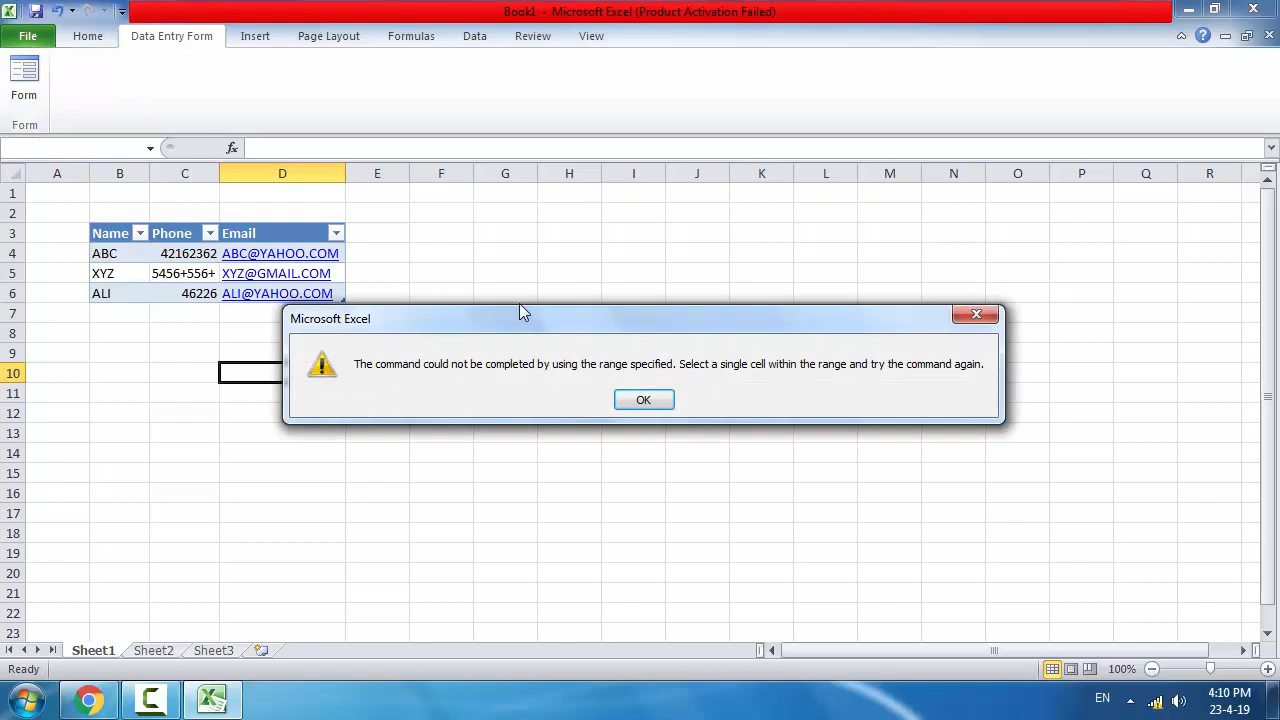 Book1 - Microsoft Excel (Product Activation Failed)
File Home Data Entry Form Insert Page Layout Formulas Data Review View
Form
Form
fx
A B C D E F G H I J K L M N O P Q R
1
2
3 Name Phone Email
4 ABC 42162362 ABC@YAHOO.COM
5 XYZ 5456+556+ XYZ@GMAIL.COM
6 ALI 46226 ALI@YAHOO.COM
7
Microsoft Excel
8
9
The command could not be completed by using the range specified. Select a single cell within the range and try the command again.
10
11
OK
12
13
14
15
16
17
18
19
20
21
22
23
Sheet1 Sheet2 Sheet3
Ready 100%
EN 4:10 PM
23-4-19